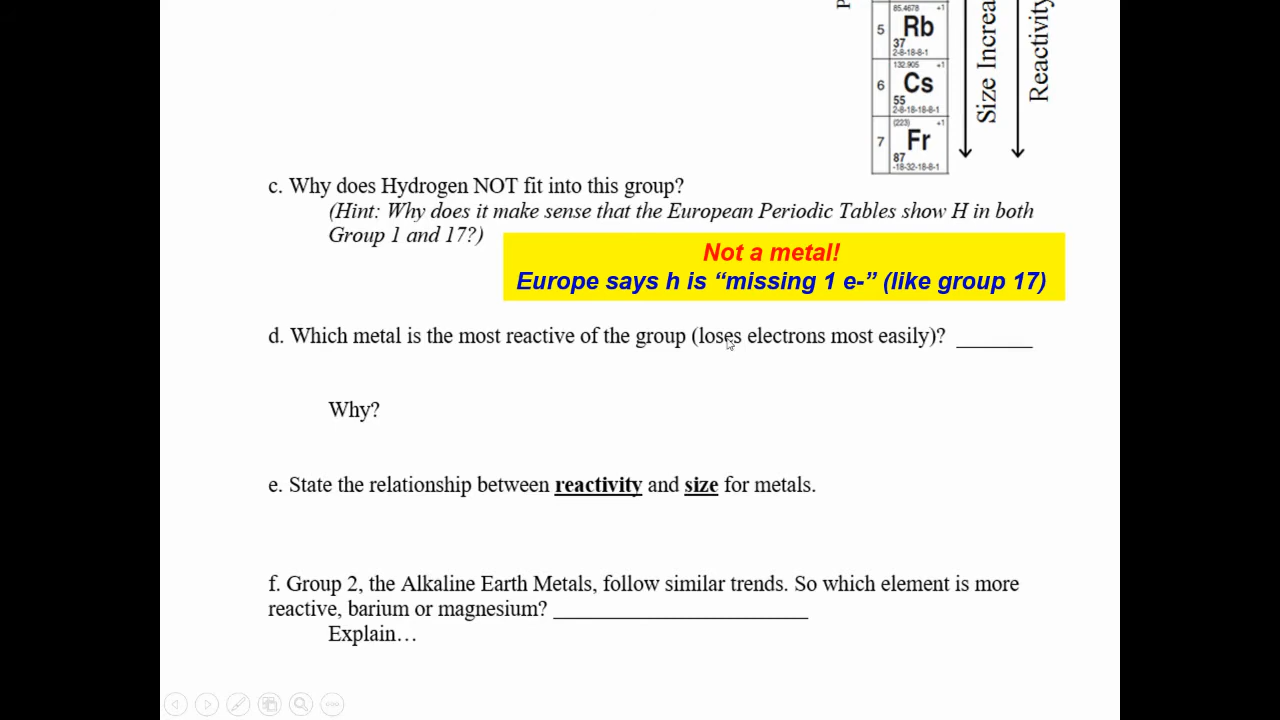 85.4678 +1
5 Rb
37
2-8-18-8-1
132.905 +1
6 Cs
55
2-8-18-18-8-1
(223) +1
7 Fr
87
-18-32-18-8-1
Size Increa
Reactivity
c. Why does Hydrogen NOT fit into this group?
(Hint: Why does it make sense that the European Periodic Tables show H in both
Group 1 and 17?)
Not a metal!
Europe says h is “missing 1 e-” (like group 17)
d. Which metal is the most reactive of the group (loses electrons most easily)? _______
Why?
e. State the relationship between reactivity and size for metals.
f. Group 2, the Alkaline Earth Metals, follow similar trends. So which element is more
reactive, barium or magnesium? ________________________
Explain…